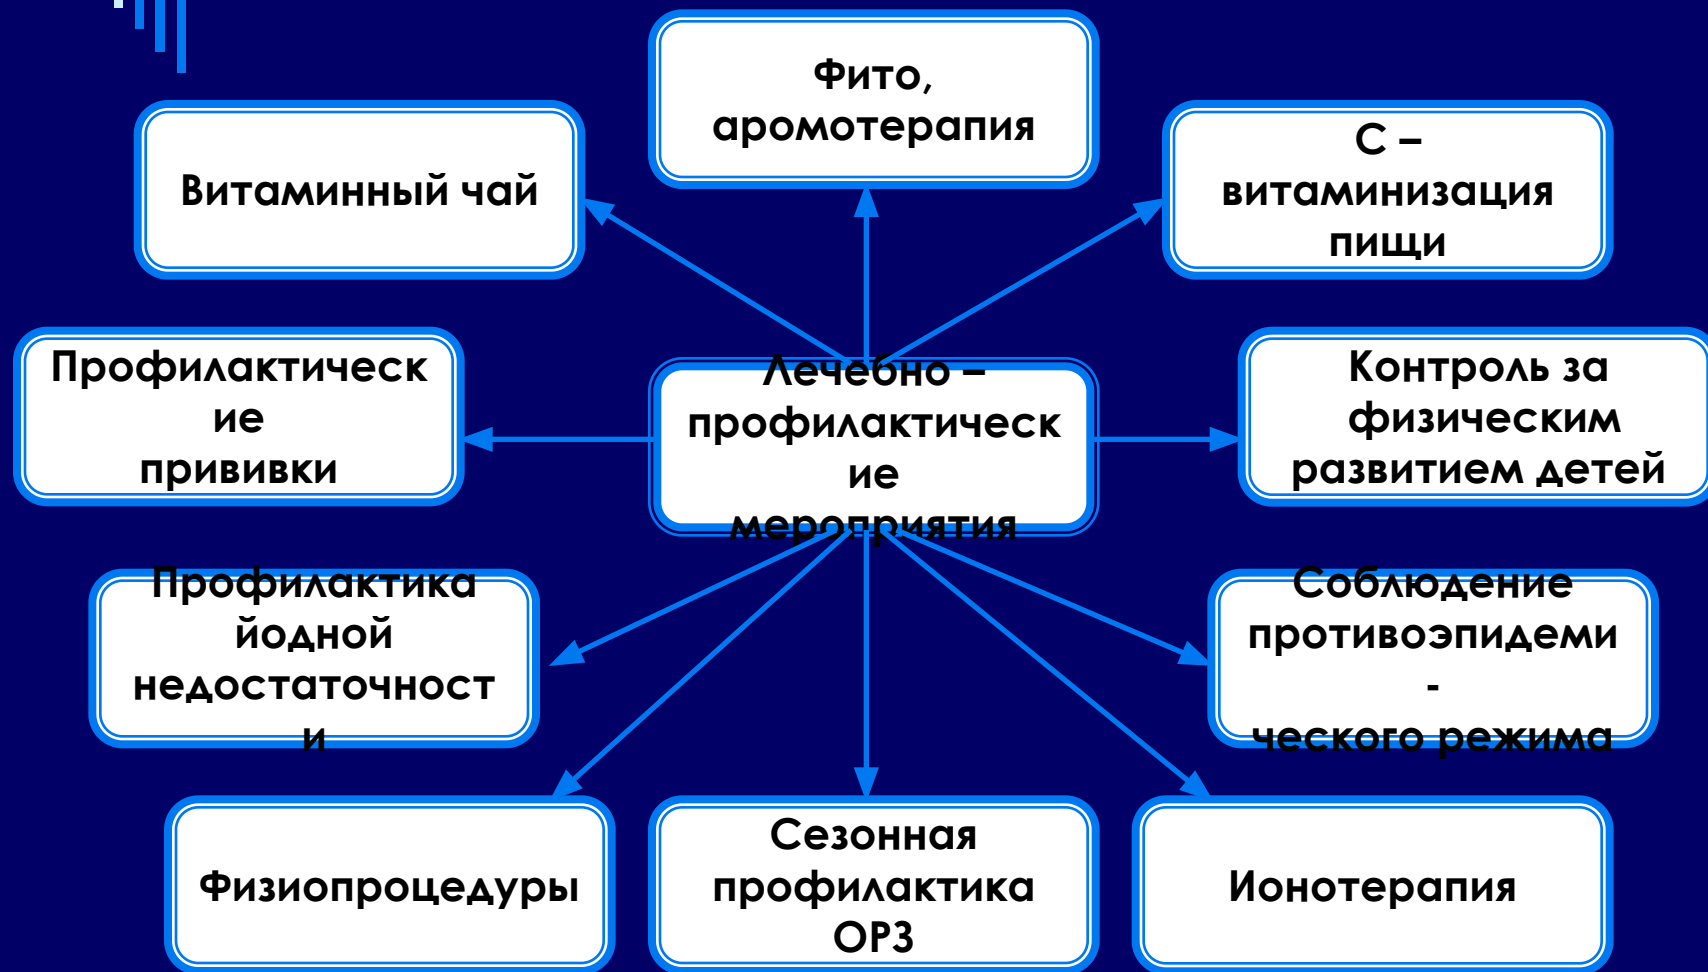 Фито,
аромотерапия
Витаминный чай
С –
витаминизация
пищи
Профилактическ
ие
прививки
Лечебно –
профилактическ
ие
мероприятия
Контроль за
физическим
развитием детей
Профилактика
йодной
недостаточност
и
Соблюдение
противоэпидеми
-
ческого режима
Физиопроцедуры
Сезонная
профилактика
ОРЗ
Ионотерапия